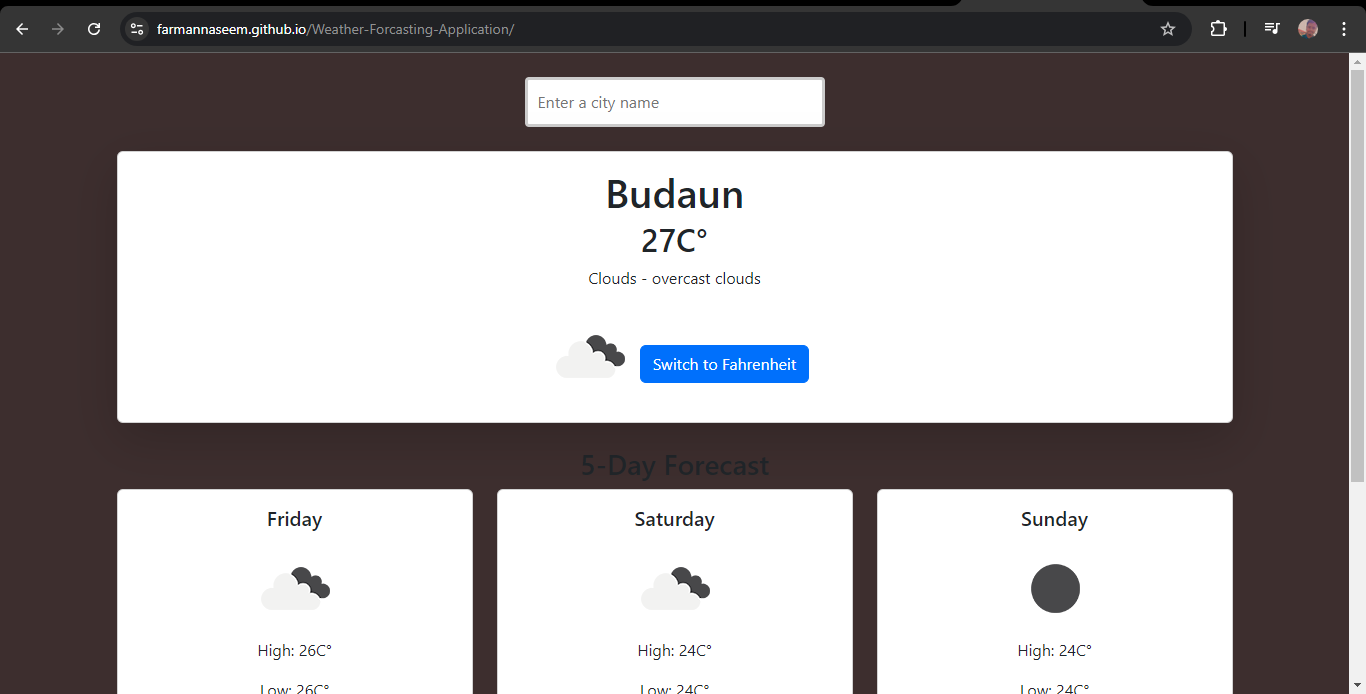 farmannaseem.github.io/Weather-Forcasting-Application/
Enter a city name
Budaun
27C°
Clouds - overcast clouds
Switch to Fahrenheit
5-Day Forecast
Friday
Saturday
Sunday
High: 26C°
High: 24C°
High: 24C°
Low: 26C°
Low: 24C°
Low: 24C°